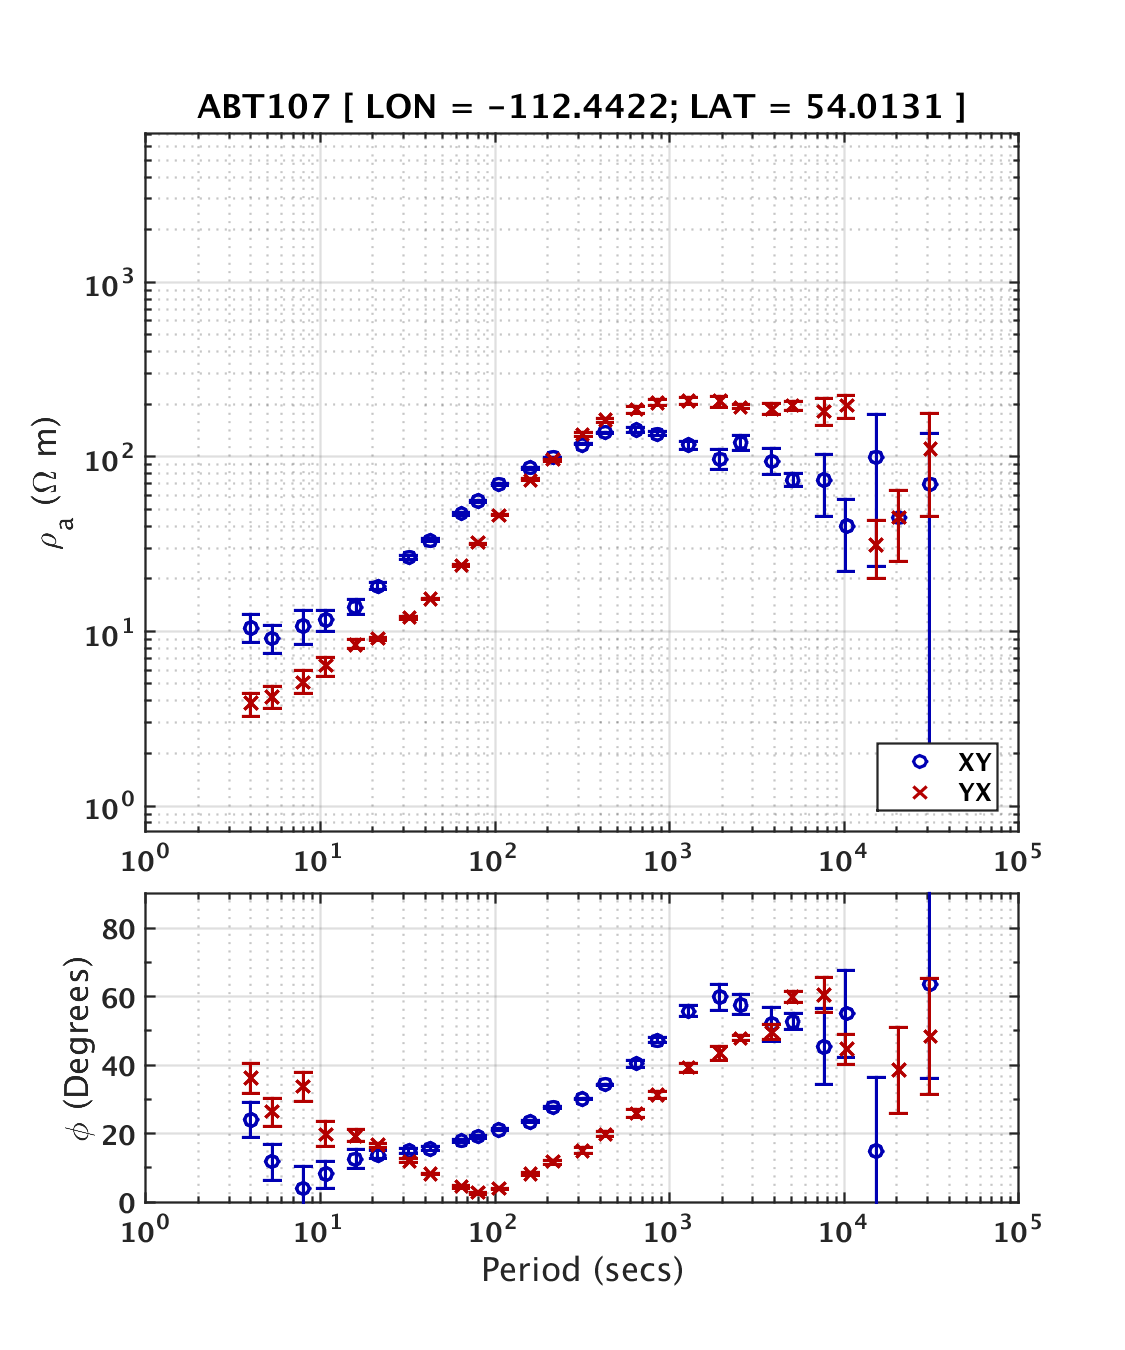 ABT107 [ LON = -112.4422; LAT = 54.0131 ]
ρa (Ω m)
10^3
10^2
10^1
10^0
XY
YX
10^0 10^1 10^2 10^3 10^4 10^5
ϕ (Degrees)
80
60
40
20
0
10^0 10^1 10^2 10^3 10^4 10^5
Period (secs)